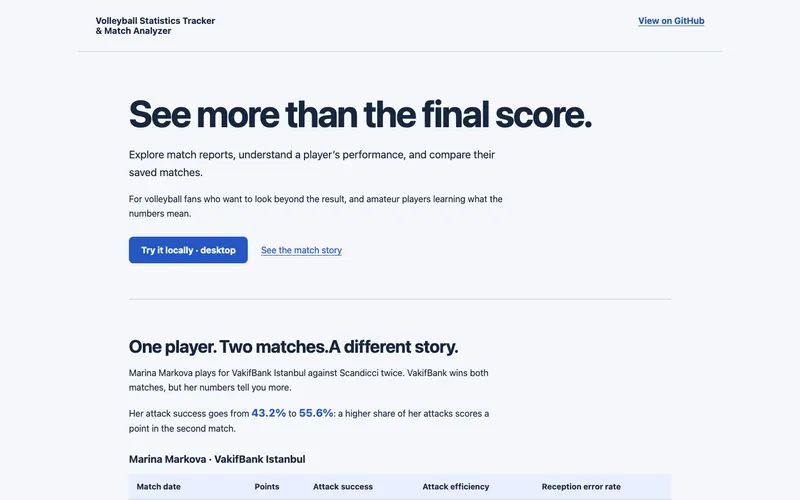 Volleyball Statistics Tracker
& Match Analyzer
View on GitHub
See more than the final score.
Explore match reports, understand a player's performance, and compare their
saved matches.
For volleyball fans who want to look beyond the result, and amateur players learning what the
numbers mean.
Try it locally · desktop
See the match story
One player. Two matches.A different story.
Marina Markova plays for VakifBank Istanbul against Scandicci twice. VakifBank wins both
matches, but her numbers tell you more.
Her attack success goes from 43.2% to 55.6%: a higher share of her attacks scores a
point in the second match.
Marina Markova · VakifBank Istanbul
Match date Points Attack success Attack efficiency Reception error rate